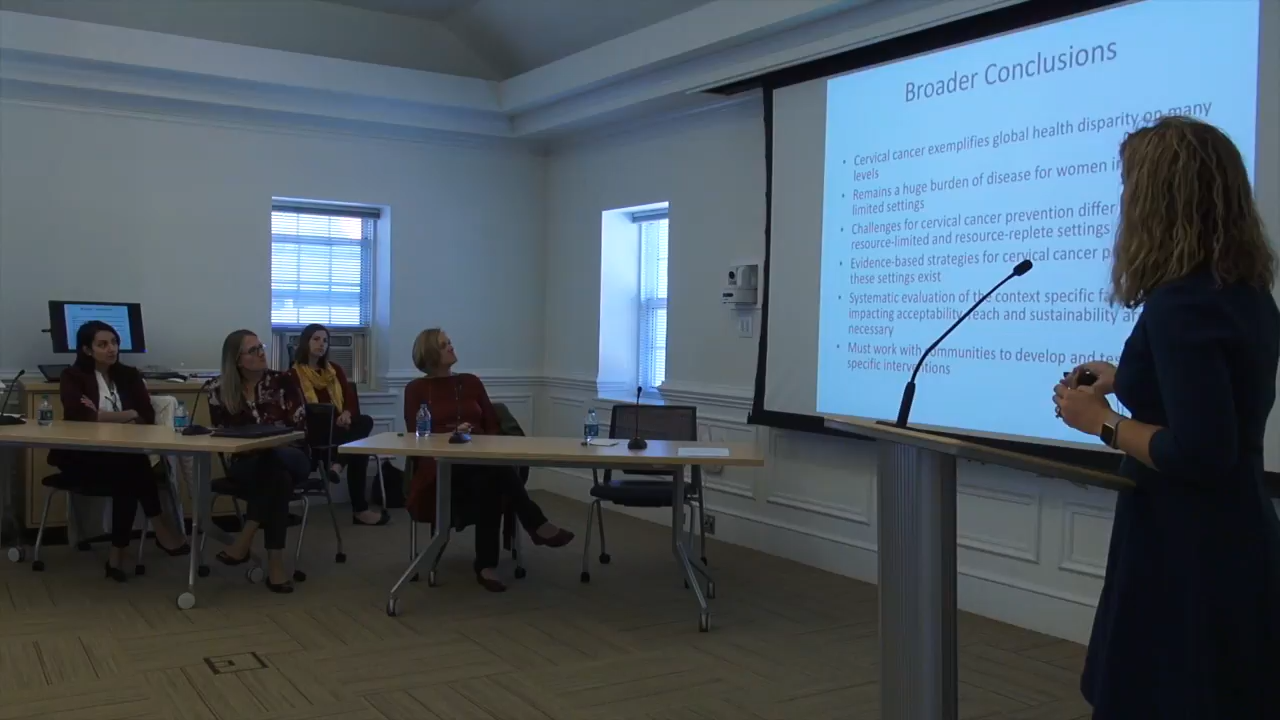 Broader Conclusions
• Cervical cancer exemplifies global health disparity on many
levels
• Remains a huge burden of disease for women in
limited settings
• Challenges for cervical cancer prevention differ
resource-limited and resource-replete settings
• Evidence-based strategies for cervical cancer
these settings exist
• Systematic evaluation of the context specific
impacting acceptability reach and sustainability
necessary
• Must work with communities to develop and
specific interventions